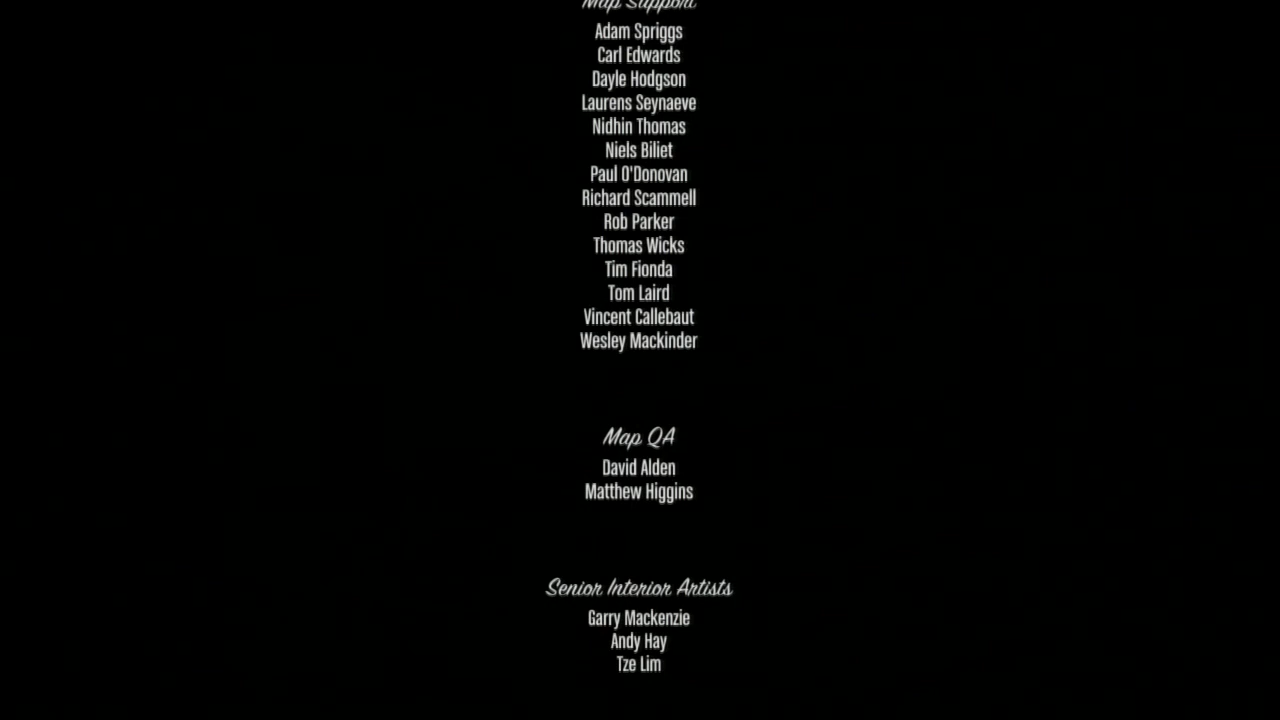 Map Support
Adam Spriggs
Carl Edwards
Dayle Hodgson
Laurens Seynaeve
Nidhin Thomas
Niels Biliet
Paul O'Donovan
Richard Scammell
Rob Parker
Thomas Wicks
Tim Fionda
Tom Laird
Vincent Callebaut
Wesley Mackinder
Map QA
David Alden
Matthew Higgins
Senior Interior Artists
Garry Mackenzie
Andy Hay
Tze Lim